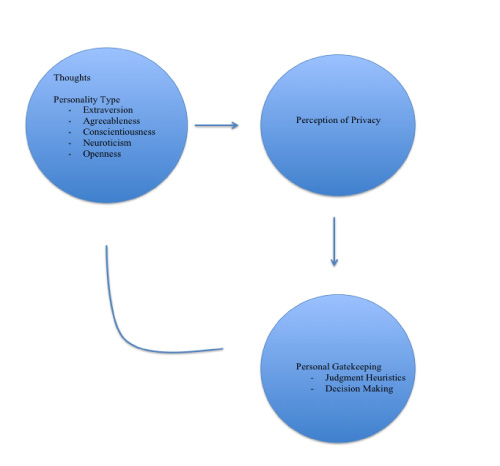 Thoughts
Personality Type
- Extraversion
- Agreeableness
- Conscientiousness
- Neuroticism
- Openness
Perception of Privacy
Personal Gatekeeping
- Judgment Heuristics
- Decision Making